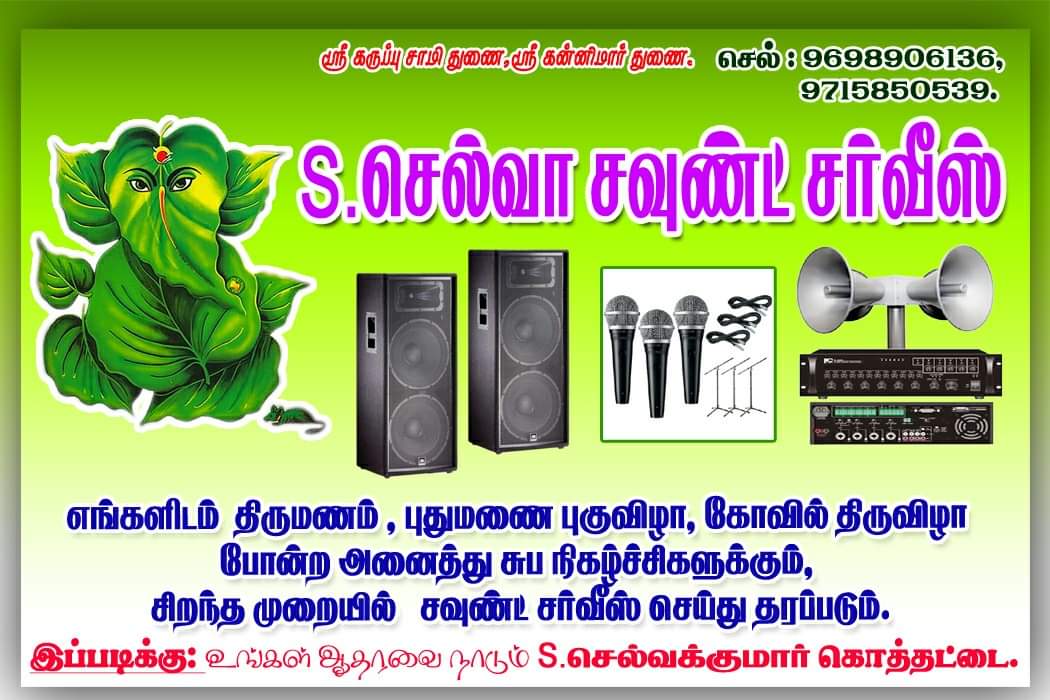 ஸ்ரீ கருப்பு சாமி துணை,ஸ்ரீ கன்னிமார் துணை.
செல் : 9698906136,
9715850539.
S.செல்வா சவுண்ட் சர்வீஸ்
எங்களிடம் திருமணம் , புதுமணை புகுவிழா, கோவில் திருவிழா
போன்ற அனைத்து சுப நிகழ்ச்சிகளுக்கும்,
சிறந்த முறையில் சவுண்ட் சர்வீஸ் செய்து தரப்படும்.
இப்படிக்கு: உங்கள் ஆதரவை நாடும் S.செல்வக்குமார் கொத்தட்டை.